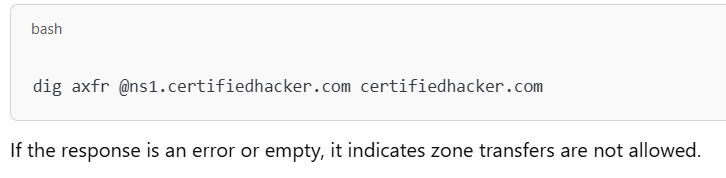 bash
dig axfr @ns1.certifiedhacker.com certifiedhacker.com
If the response is an error or empty, it indicates zone transfers are not allowed.